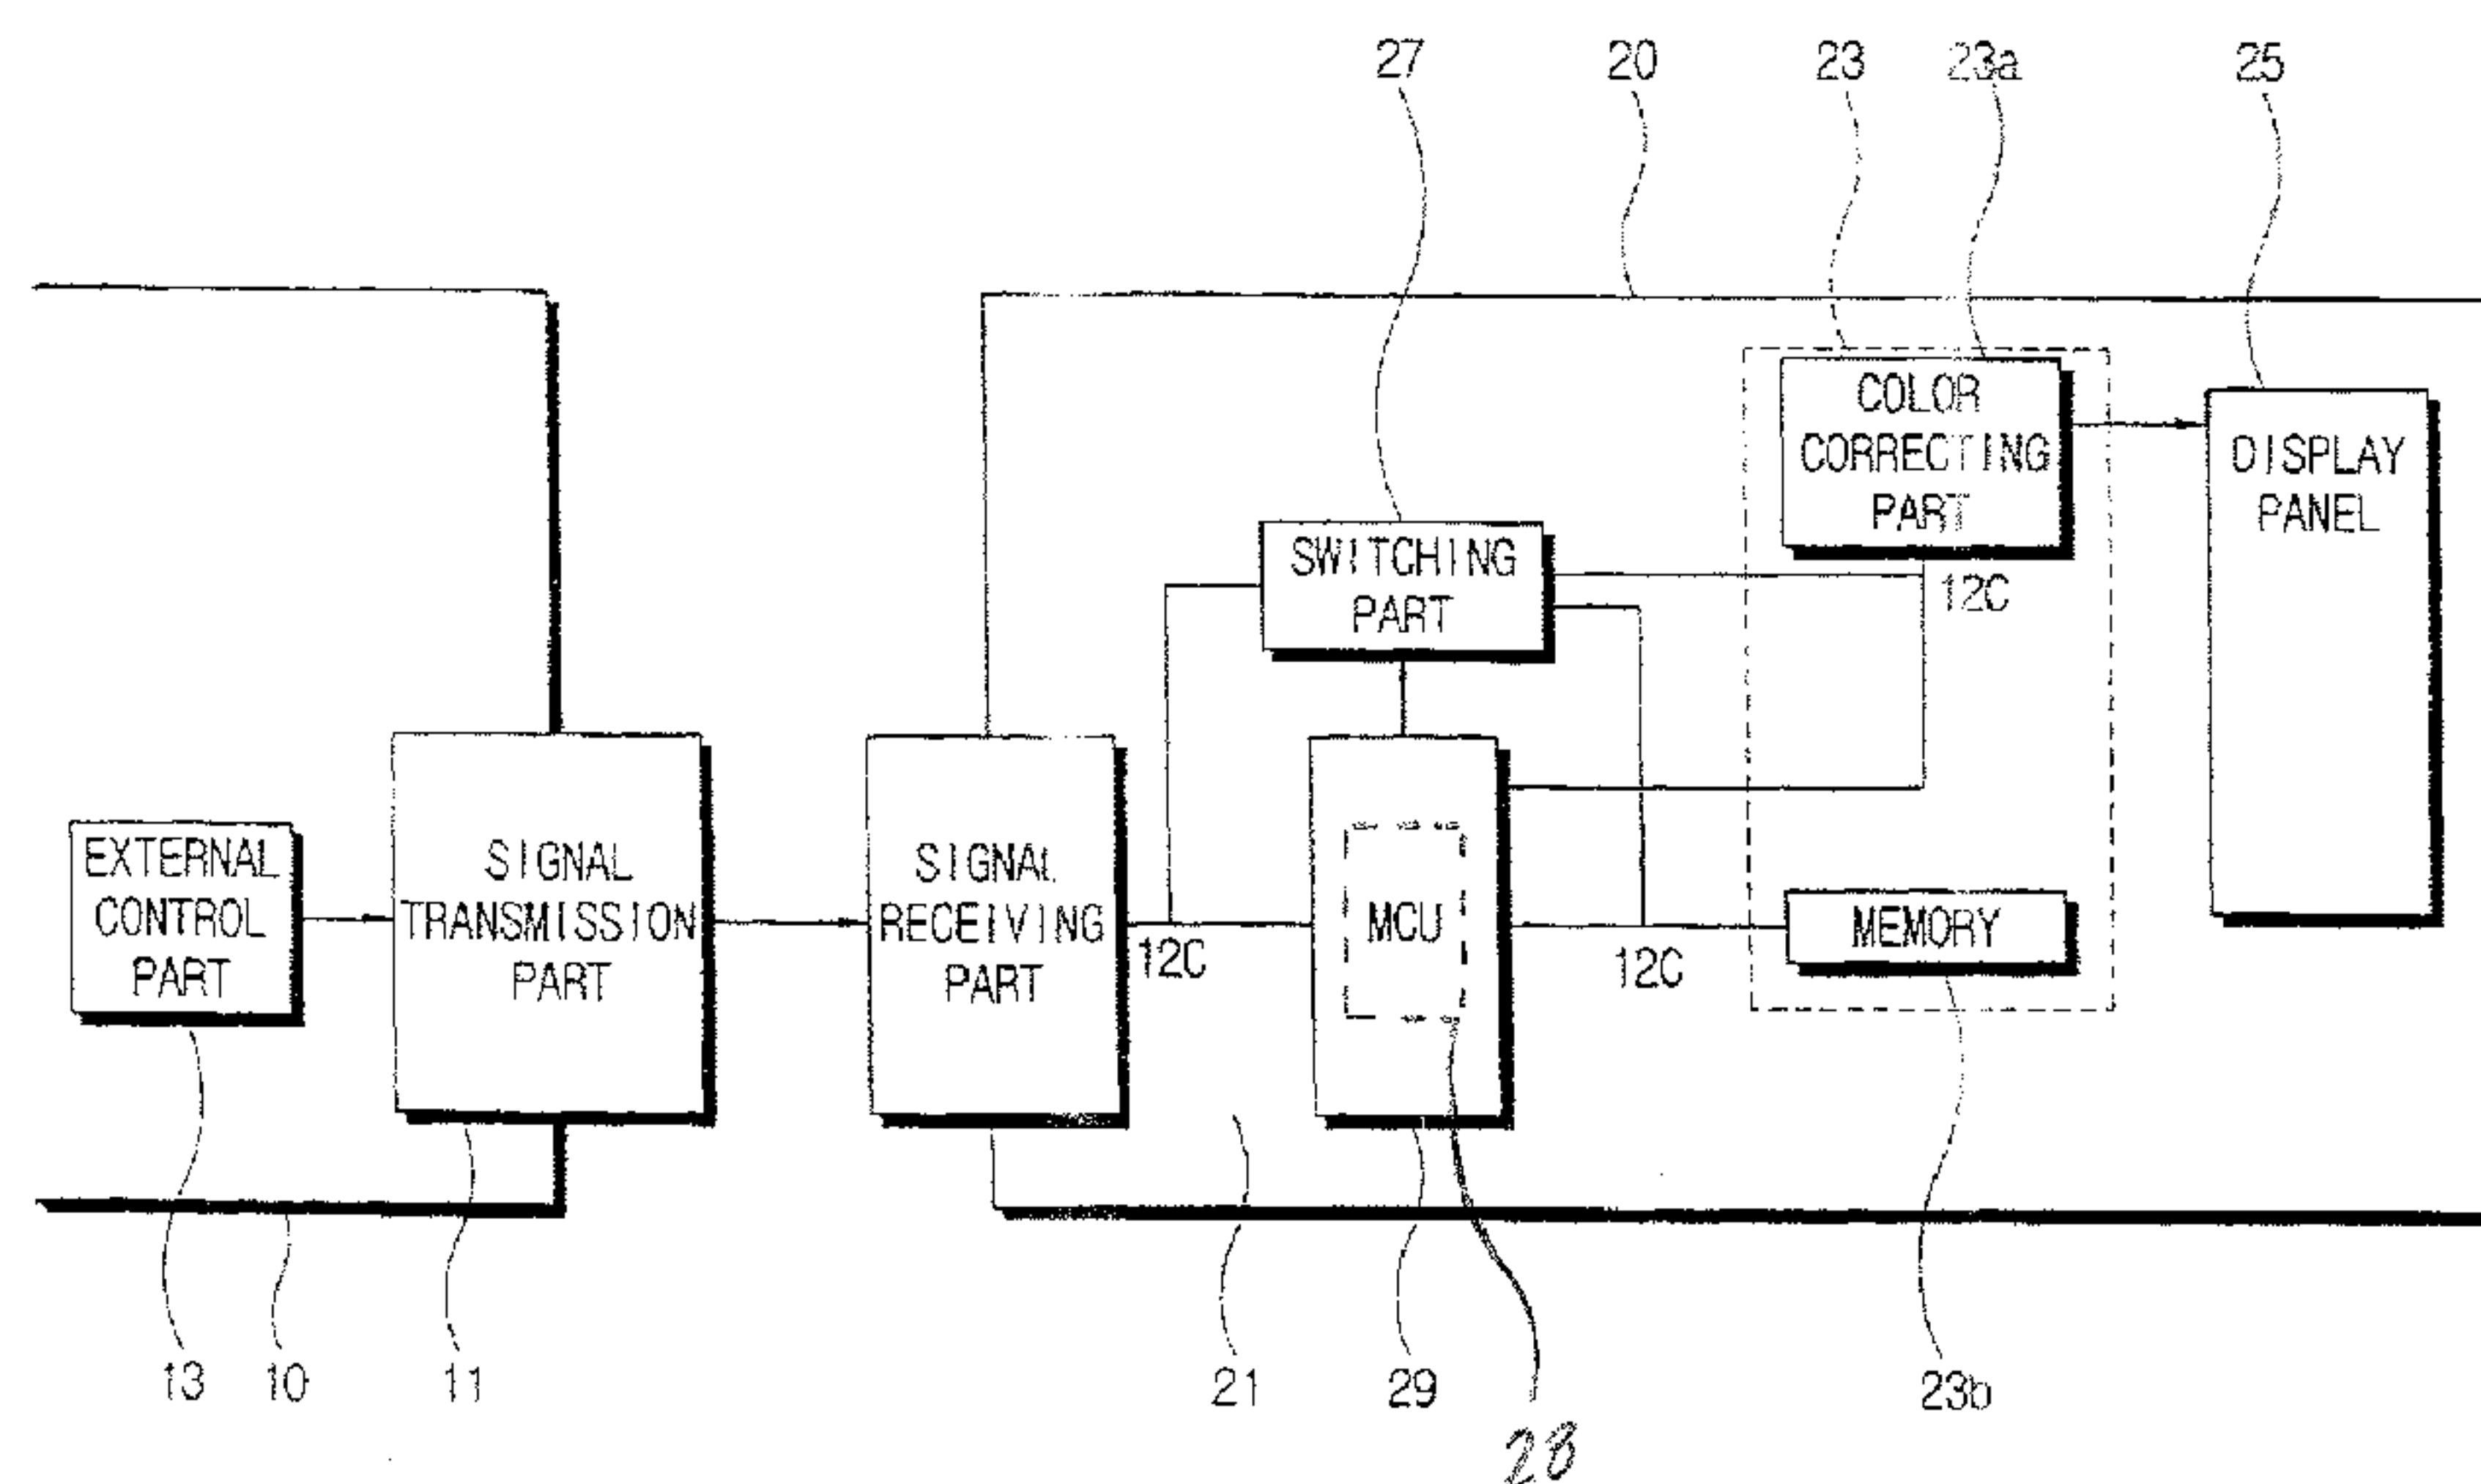 27
20
23
23a
25
COLOR
CORRECTING
PART
DISPLAY
PANEL
SWITCHING
PART
12C
EXTERNAL
CONTROL
PART
SIGNAL
TRANSMISSION
PART
SIGNAL
RECEIVING
PART
12C
MCU
12C
MEMORY
13
10
11
21
29
23b
28